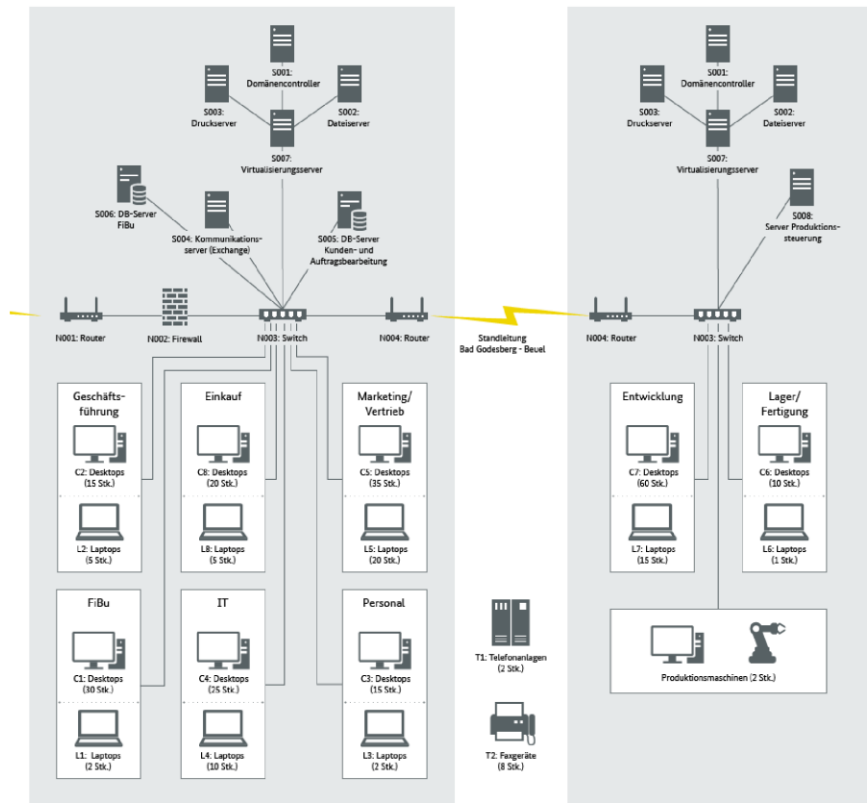 S001:
Domänencontroller
S003:
Druckserver
S002:
Dateiserver
S007:
Virtualisierungsserver
S006: DB-Server
FiBu
S004: Kommunikations-
server (Exchange)
S005: DB-Server
Kunden- und
Auftragsbearbeitung
N001: Router
N002: Firewall
N003: Switch
N004: Router
Standleitung
Bad Godesberg - Beuel
Geschäfts-
führung
C2: Desktops
(15 Stk.)
L2: Laptops
(5 Stk.)
Einkauf
C8: Desktops
(20 Stk.)
L8: Laptops
(5 Stk.)
Marketing/
Vertrieb
C5: Desktops
(35 Stk.)
L5: Laptops
(20 Stk.)
FiBu
C1: Desktops
(30 Stk.)
L1: Laptops
(2 Stk.)
IT
C4: Desktops
(25 Stk.)
L4: Laptops
(10 Stk.)
Personal
C3: Desktops
(15 Stk.)
L3: Laptops
(2 Stk.)
T1: Telefonanlagen
(2 Stk.)
T2: Faxgeräte
(8 Stk.)
S001:
Domänencontroller
S003:
Druckserver
S002:
Dateiserver
S007:
Virtualisierungsserver
S008:
Server Produktions-
steuerung
N004: Router
N003: Switch
Entwicklung
C7: Desktops
(60 Stk.)
L7: Laptops
(15 Stk.)
Lager/
Fertigung
C6: Desktops
(10 Stk.)
L6: Laptops
(1 Stk.)
Produktionsmaschinen (2 Stk.)